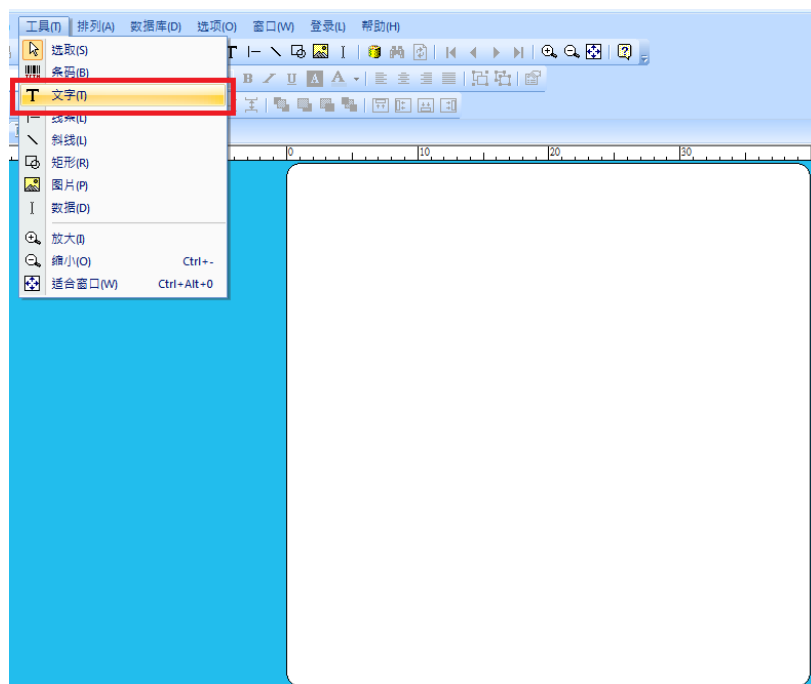 工具(T) 排列(A) 数据库(D) 选项(O) 窗口(W) 登录(L) 帮助(H)
选取(S)
条码(B)
T 文字(T)
线条(L)
斜线(L)
矩形(R)
图片(P)
数据(D)
放大(I)
缩小(O) Ctrl+-
适合窗口(W) Ctrl+Alt+0
B U A A
0 10 20 30